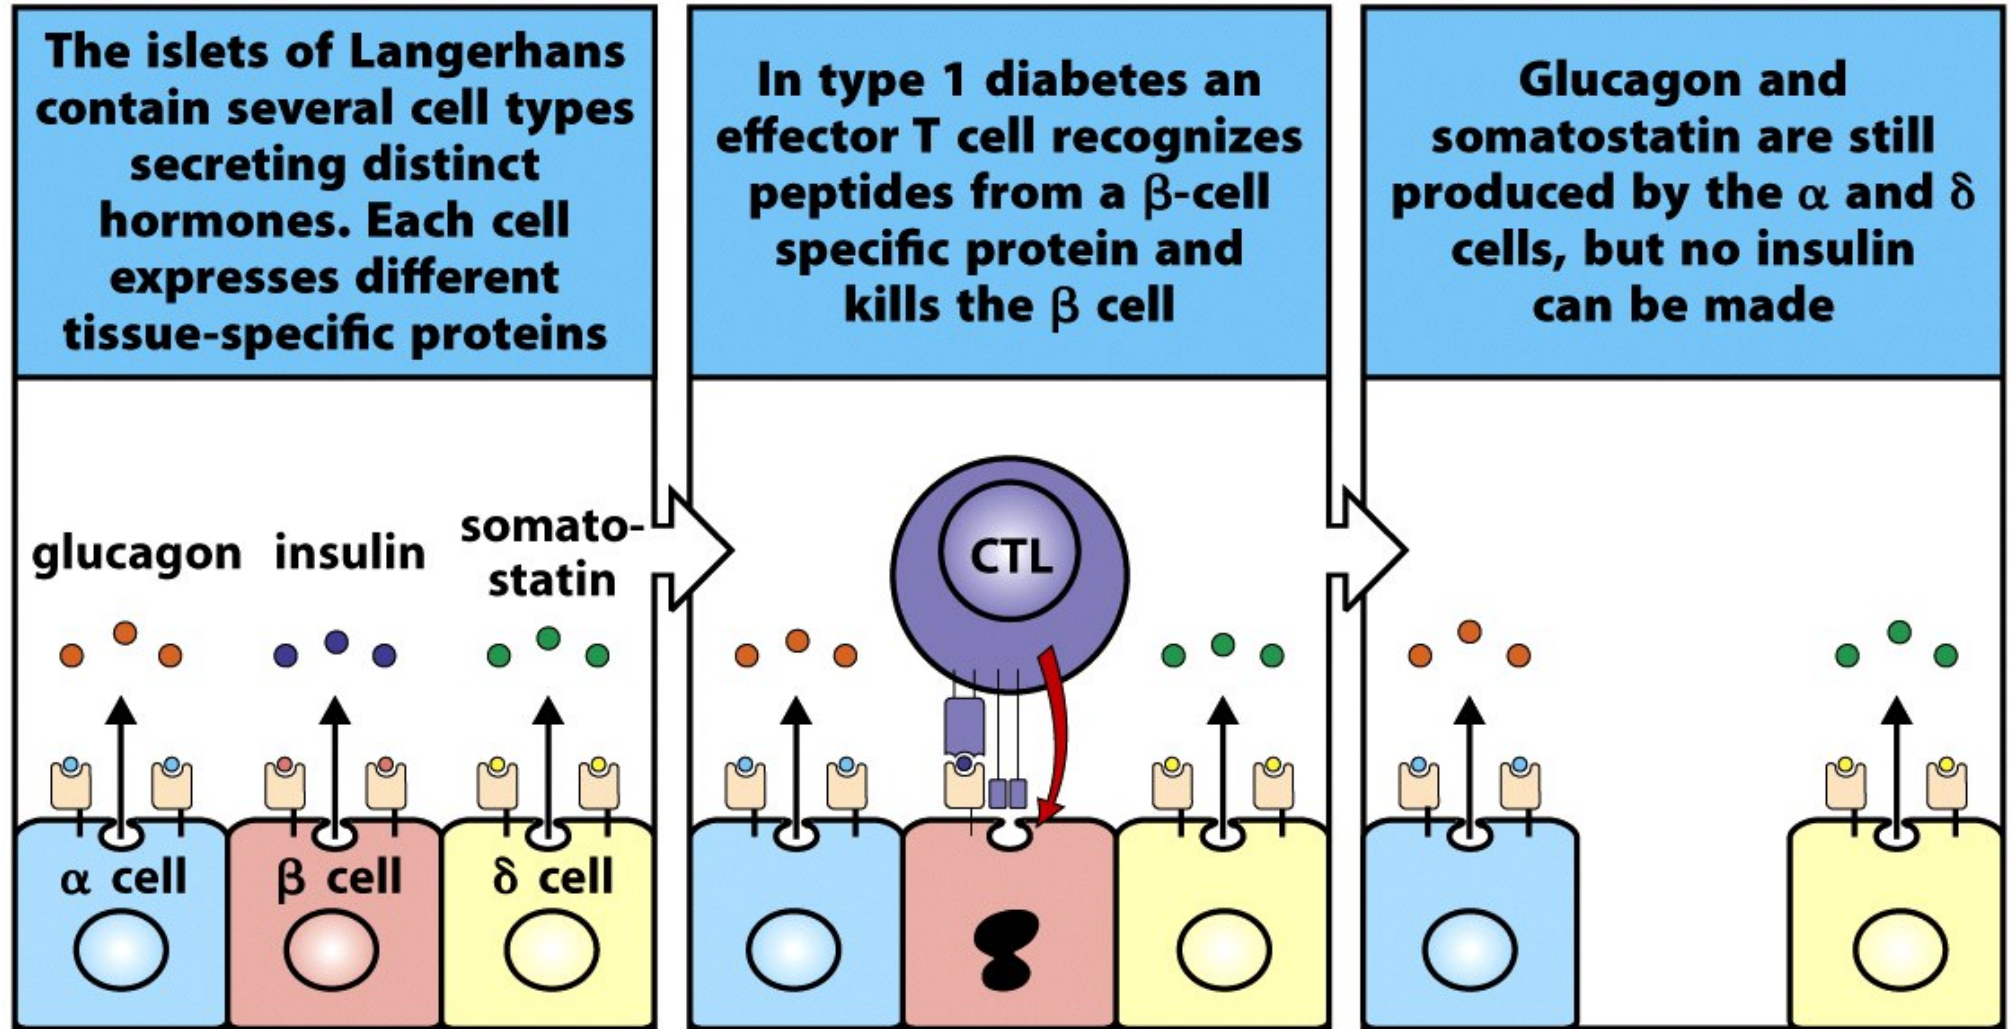 The islets of Langerhans
contain several cell types
secreting distinct
hormones. Each cell
expresses different
tissue-specific proteins
glucagon
insulin
somato-
statin
α cell
β cell
δ cell
In type 1 diabetes an
effector T cell recognizes
peptides from a β-cell
specific protein and
kills the β cell
CTL
Glucagon and
somatostatin are still
produced by the α and δ
cells, but no insulin
can be made